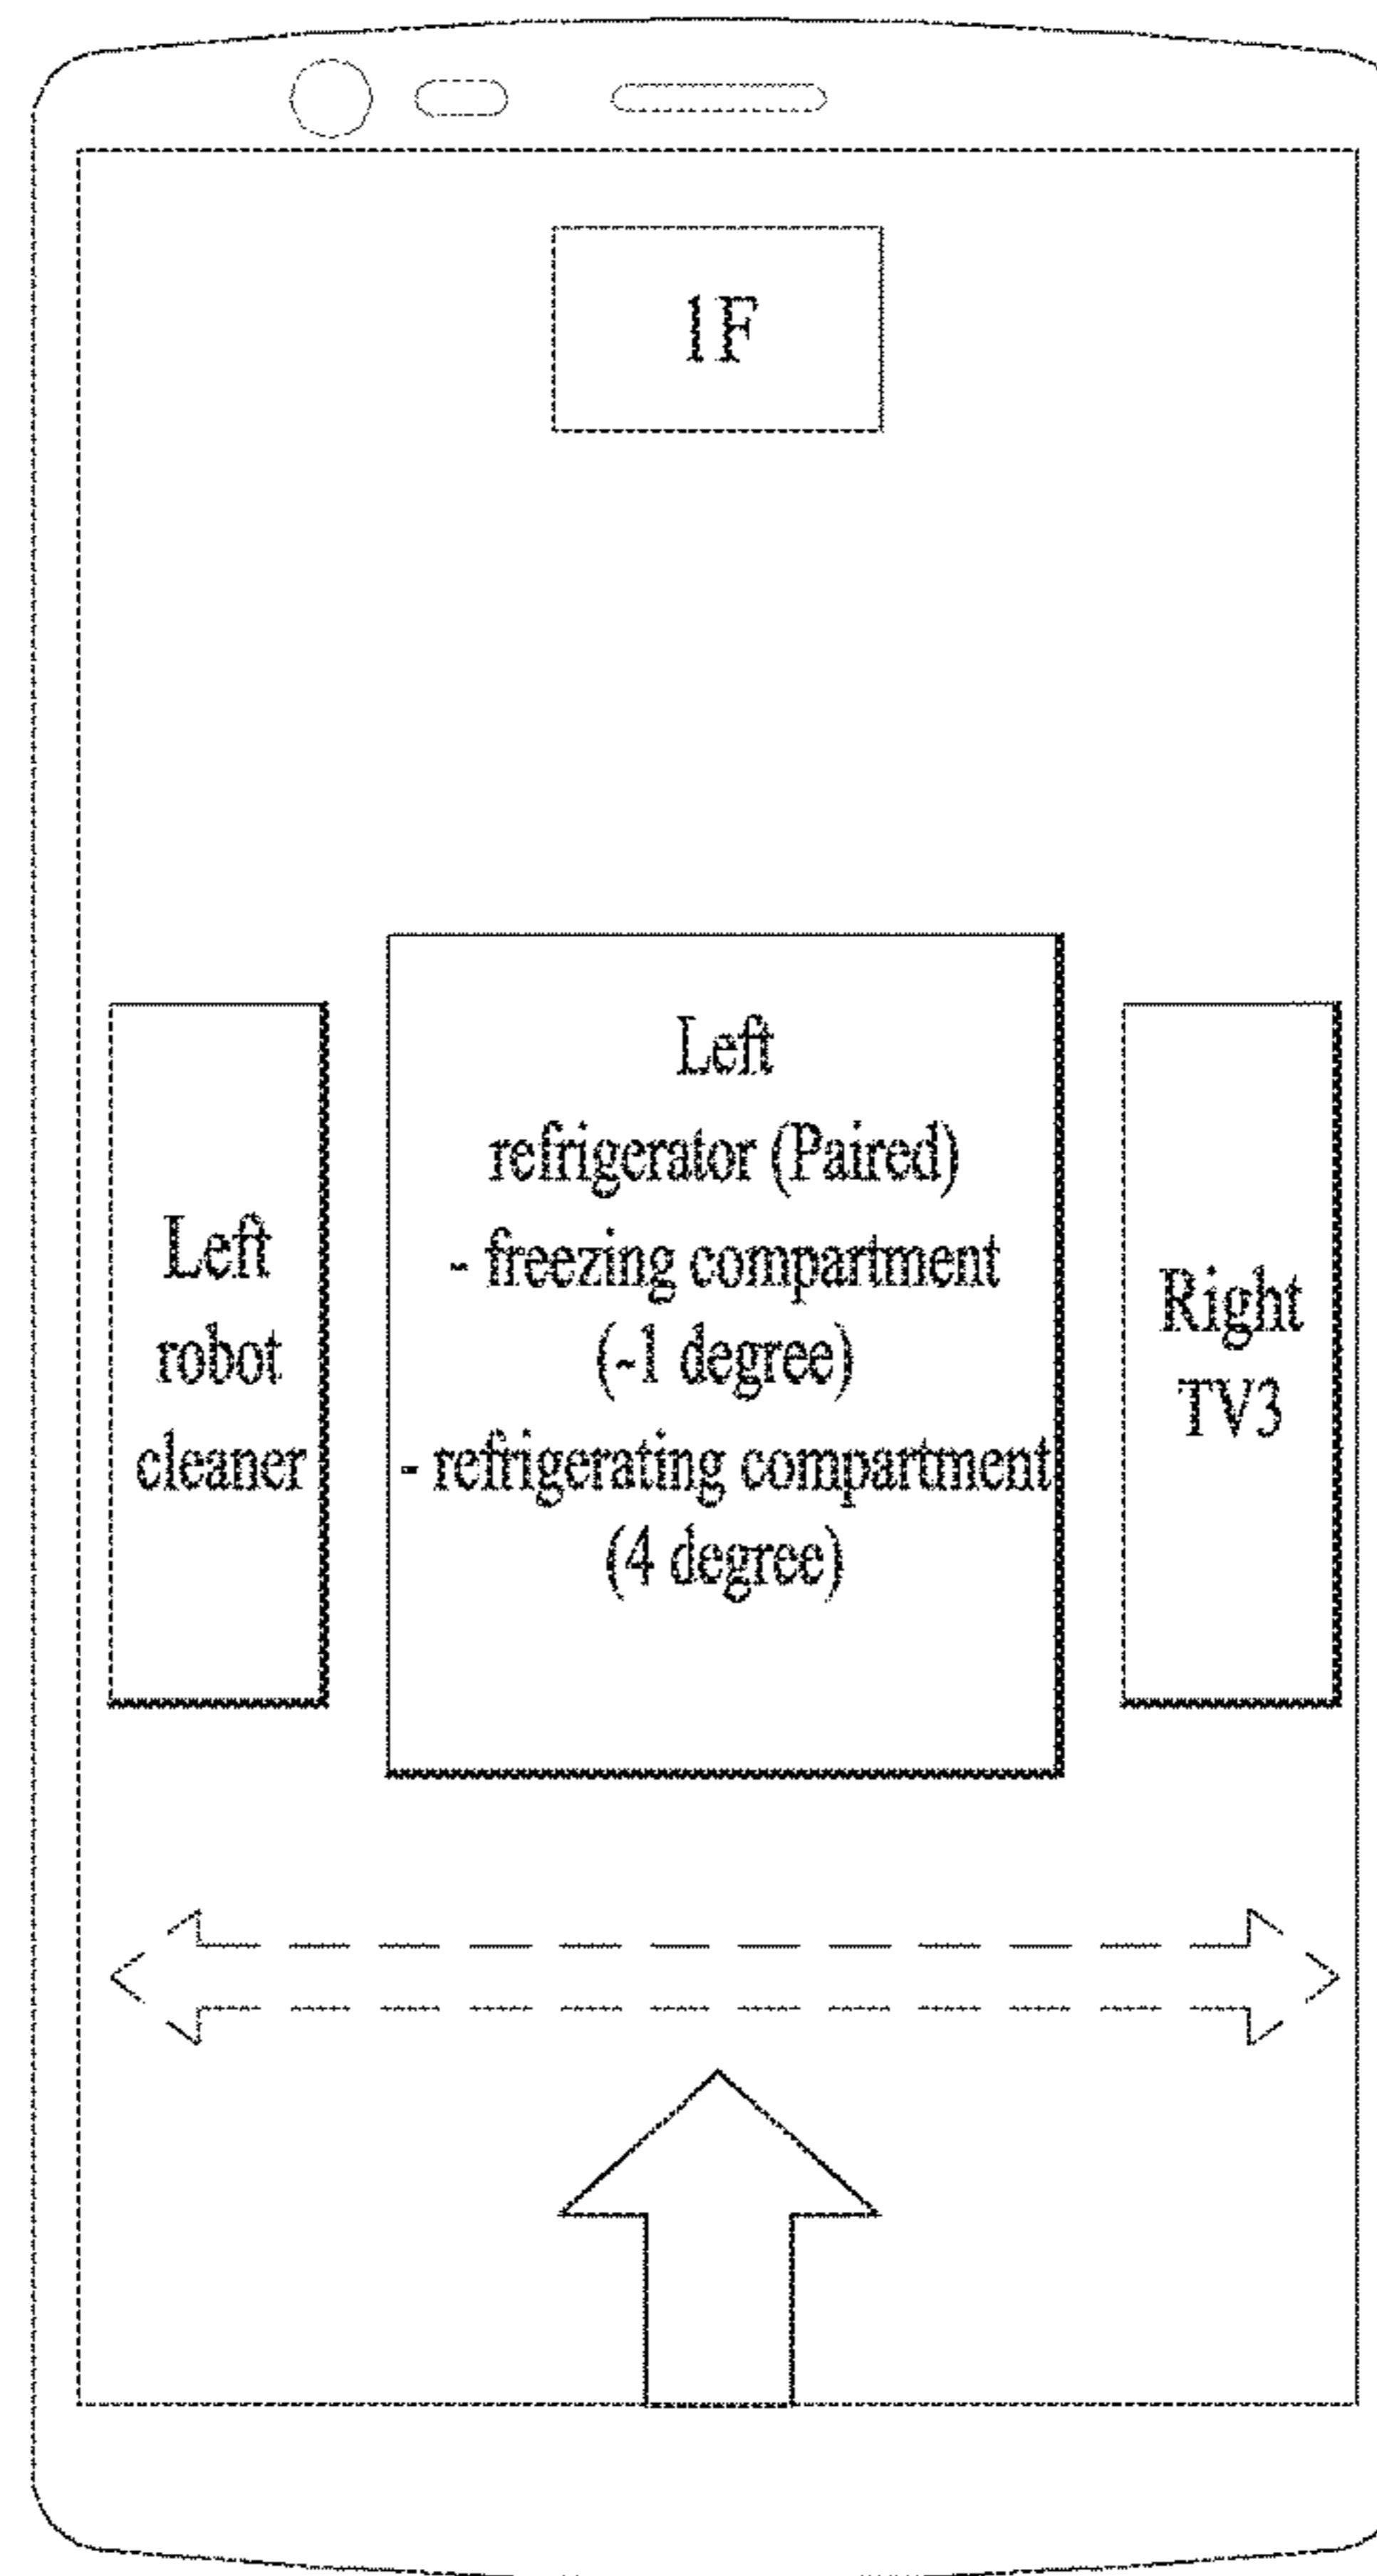 1F
Left
robot
cleaner
Left
refrigerator (Paired)
- freezing compartment
(-1 degree)
- refrigerating compartment
(4 degree)
Right
TV3